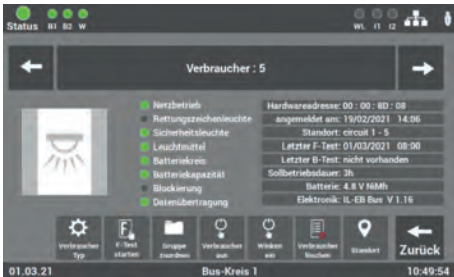 Status B1 B2 W WL I1 I2
Verbraucher : 5
Netzbetrieb
Rettungszeichenleuchte
Sicherheitsleuchte
Leuchtmittel
Batteriekreis
Batteriekapazität
Blockierung
Datenübertragung
Hardwareadresse: 00 : 00 : 8D : 08
angemeldet am: 19/02/2021 14:06
Standort: circuit 1 - 5
Letzter F-Test: 01/03/2021 08:00
Letzter B-Test: nicht vorhanden
Sollbetriebsdauer: 3h
Batterie: 4.8 V NiMh
Elektronik: IL-EB Bus V 1.16
Verbraucher
Typ
F-Test
starten
Gruppe
zuordnen
Verbraucher
aus
Winken
ein
Verbraucher
löschen
Standort
Zurück
01.03.21 Bus-Kreis 1 10:49:54